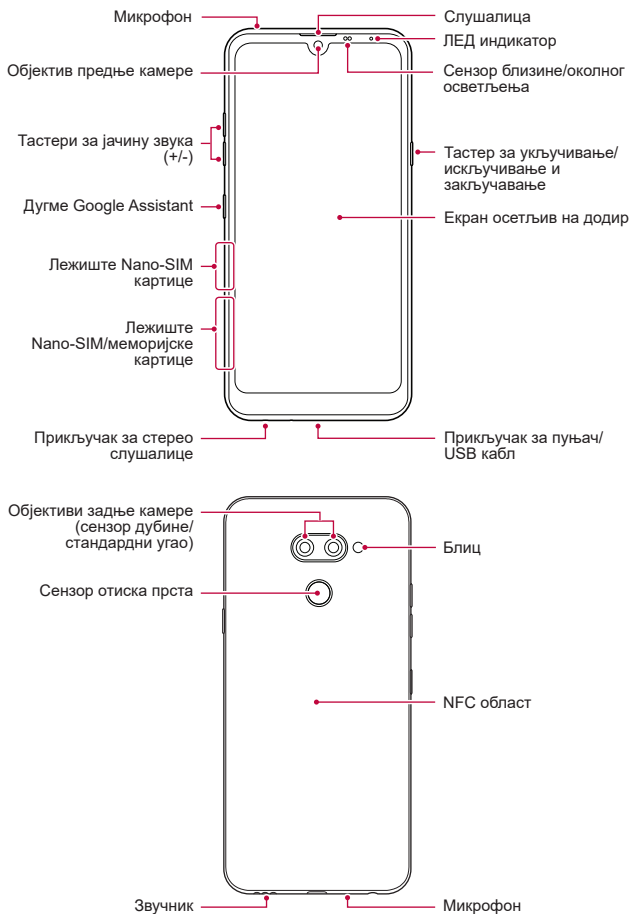 Микрофон
Слушалица
ЛЕД индикатор
Објектив предње камере
Сензор близине/околног
осветљења
Тастери за јачину звука
(+/-)
Тастер за укључивање/
искључивање и
закључавање
Дугме Google Assistant
Екран осетљив на додир
Лежиште Nano-SIM
картице
Лежиште
Nano-SIM/меморијске
картице
Прикључак за стерео
слушалице
Прикључак за пуњач/
USB кабл
Објективи задње камере
(сензор дубине/
стандардни угао)
Блиц
Сензор отиска прста
NFC област
Звучник
Микрофон